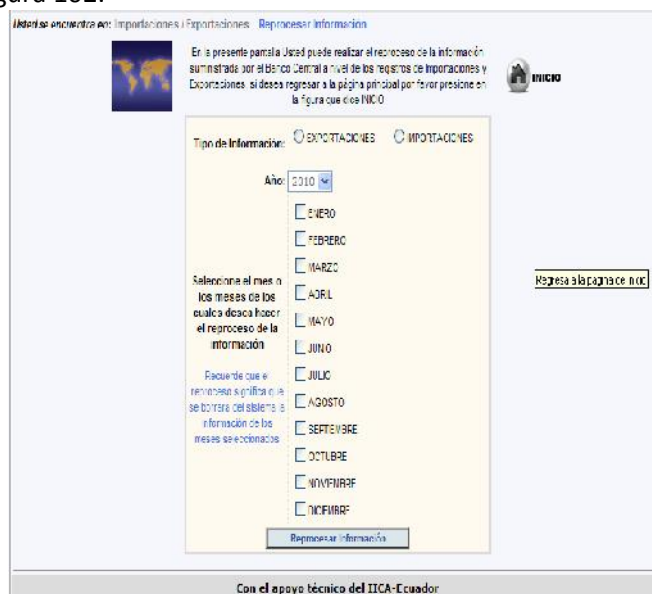 Usted se encuentra en: Importaciones i Exportaciones Reprocesar Información
En la presente pantalla Usted puede realizar el reproceso de la información
suministrada por el Banco Central a nivel de los registros de Importaciones y
Exportaciones, si desea regresar a la página principal por favor presione en
la figura que dice INICIO
INICIO
Tipo de Información: EXPORTACIONES IMPORTACIONES
Año: 2010
ENERO
FEBRERO
MARZO
ABRIL
MAYO
JUNIO
JULIO
AGOSTO
SEPTIEMBRE
OCTUBRE
NOVIEMBRE
DICIEMBRE
Seleccione el mes o
los meses de los
cuales desea hacer
el reproceso de la
información
Recuerde que el
reproceso significa que
se borrara del sistema la
información de los
meses seleccionados
Regresa a la pagina de inicio
Reprocesar Información
Con el apoyo técnico del IICA-Ecuador